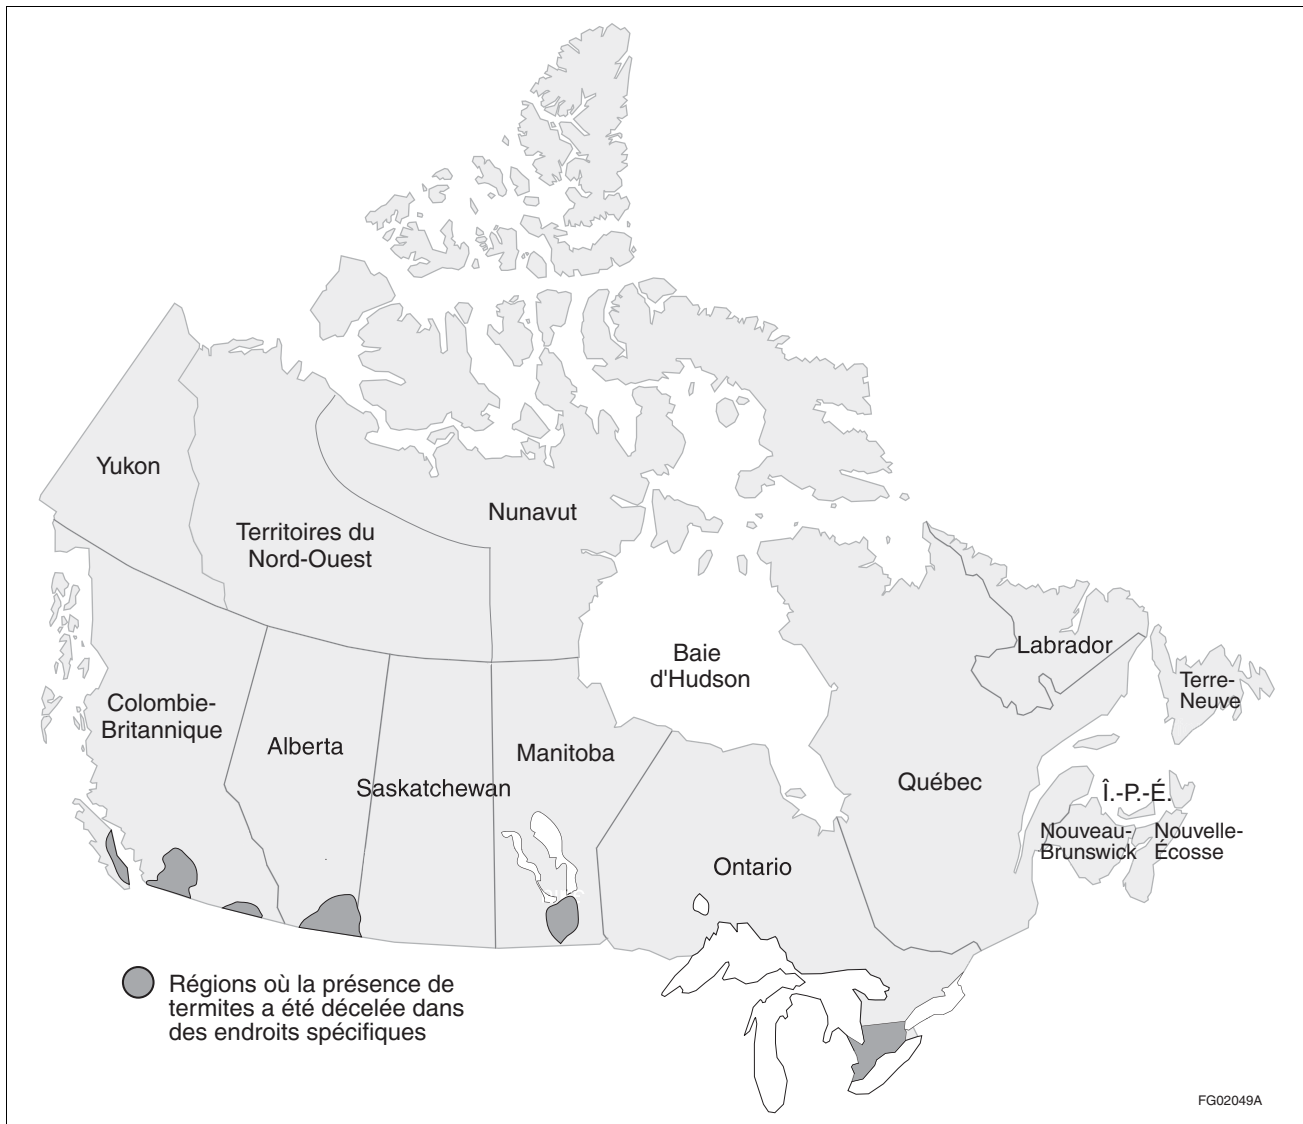 Yukon
Territoires du
Nord-Ouest
Nunavut
Baie
d'Hudson
Labrador
Terre-
Neuve
Colombie-
Britannique
Alberta
Saskatchewan
Manitoba
Québec
Î.-P.-É.
Nouveau-
Brunswick
Nouvelle-
Écosse
Ontario
Régions où la présence de
termites a été décelée dans
des endroits spécifiques
FG02049A